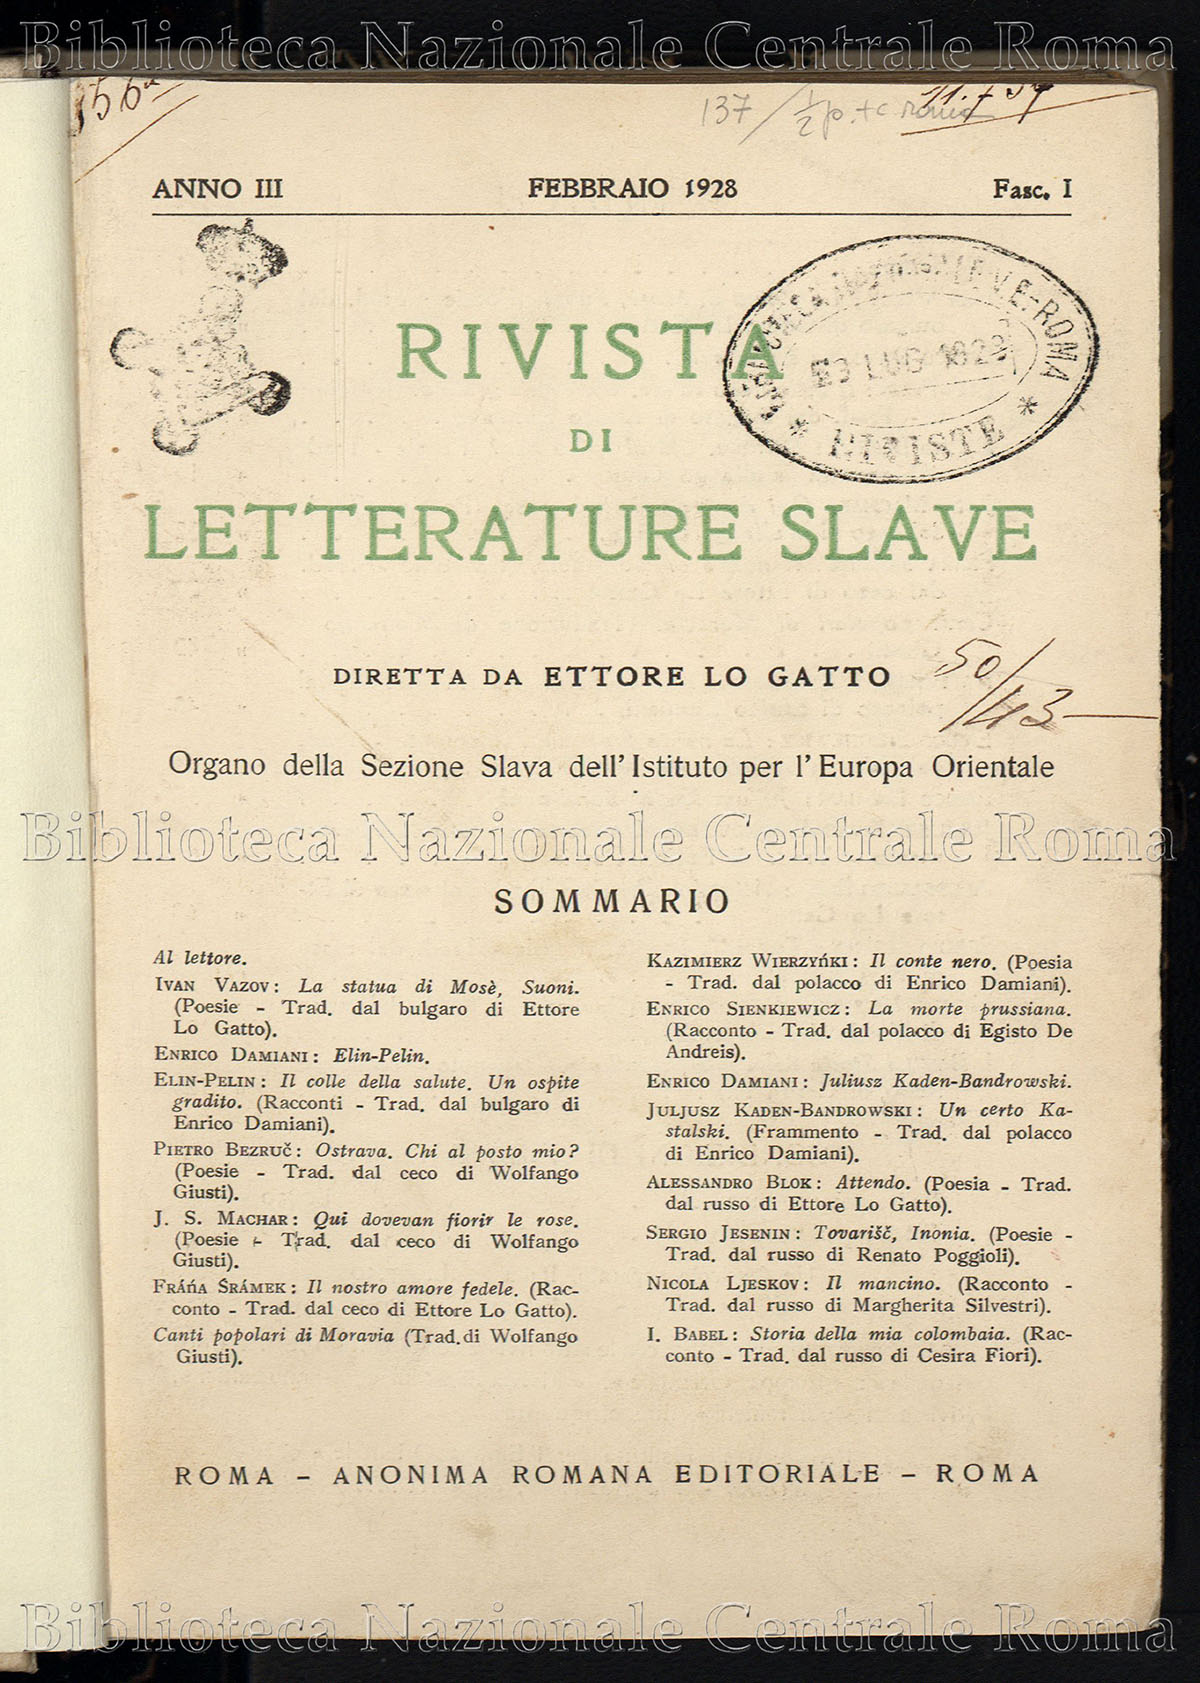 Biblioteca Nazionale Centrale Roma
137
ANNO III FEBBRAIO 1928 Fasc. I
RIVISTA
DI
LETTERATURE SLAVE
V.E.-ROMA
RIVISTE
DIRETTA DA ETTORE LO GATTO
50/43
Organo della Sezione Slava dell'Istituto per l'Europa Orientale
Biblioteca Nazionale Centrale Roma
SOMMARIO
Al lettore.
IVAN VAZOV: La statua di Mosè, Suoni.
(Poesie - Trad. dal bulgaro di Ettore
Lo Gatto).
ENRICO DAMIANI: Elin-Pelin.
ELIN-PELIN: Il colle della salute. Un ospite
gradito. (Racconti - Trad. dal bulgaro di
Enrico Damiani).
PIETRO BEZRUČ: Ostrava. Chi al posto mio?
(Poesie - Trad. dal ceco di Wolfango
Giusti).
J. S. MACHAR: Qui dovevan fiorir le rose.
(Poesie - Trad. dal ceco di Wolfango
Giusti).
FRÁŃA ŚRÁMEK: Il nostro amore fedele. (Rac-
conto - Trad. dal ceco di Ettore Lo Gatto).
Canti popolari di Moravia (Trad. di Wolfango
Giusti).
KAZIMIERZ WIERZYŃKI: Il conte nero. (Poesia
- Trad. dal polacco di Enrico Damiani).
ENRICO SIENKIEWICZ: La morte prussiana.
(Racconto - Trad. dal polacco di Egisto De
Andreis).
ENRICO DAMIANI: Juliusz Kaden-Bandrowski.
JULJUSZ KADEN-BANDROWSKI: Un certo Ka-
stalski. (Frammento - Trad. dal polacco
di Enrico Damiani).
ALESSANDRO BLOK: Attendo. (Poesia - Trad.
dal russo di Ettore Lo Gatto).
SERGIO JESENIN: Tovarišč, Inonia. (Poesie -
Trad. dal russo di Renato Poggioli).
NICOLA LJESKOV: Il mancino. (Racconto -
Trad. dal russo di Margherita Silvestri).
I. BABEL: Storia della mia colombaia. (Rac-
conto - Trad. dal russo di Cesira Fiori).
ROMA - ANONIMA ROMANA EDITORIALE - ROMA
Biblioteca Nazionale Centrale Roma